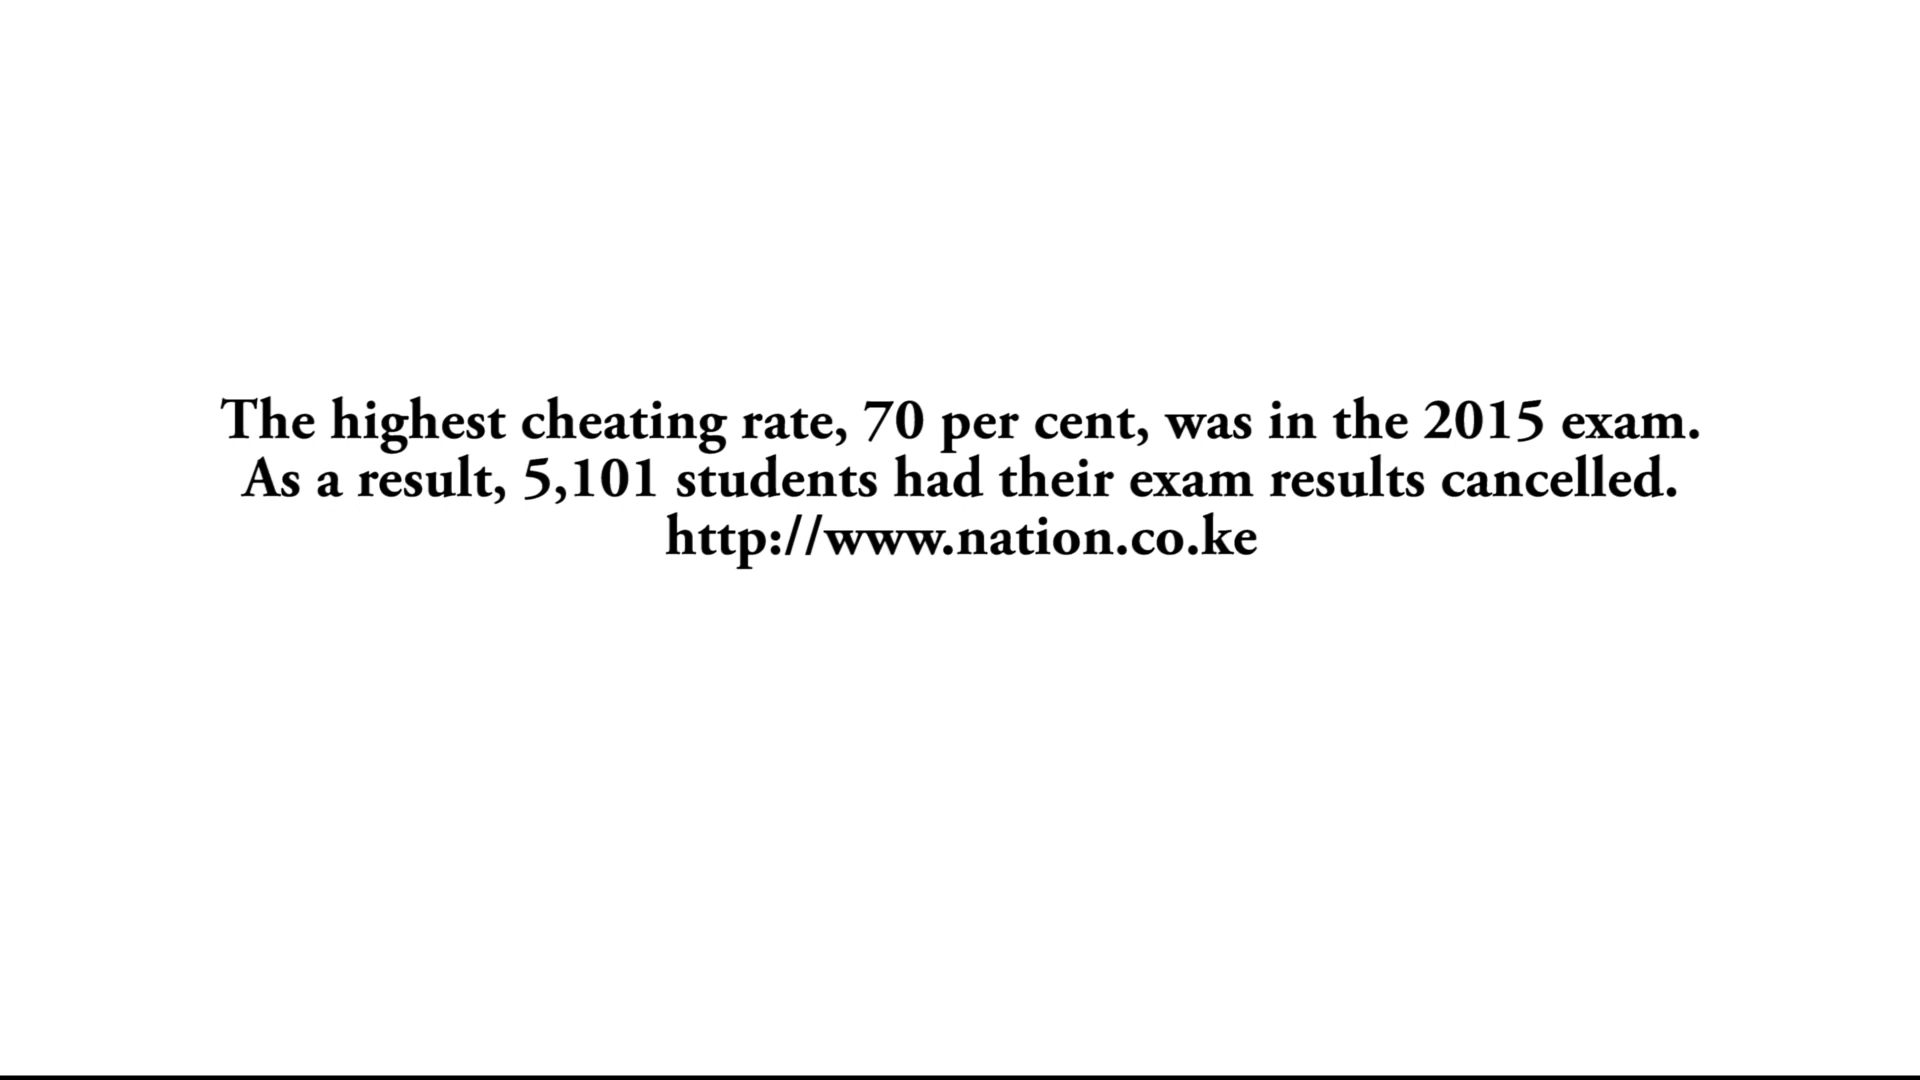 The highest cheating rate, 70 per cent, was in the 2015 exam.
As a result, 5,101 students had their exam results cancelled.
http://www.nation.co.ke